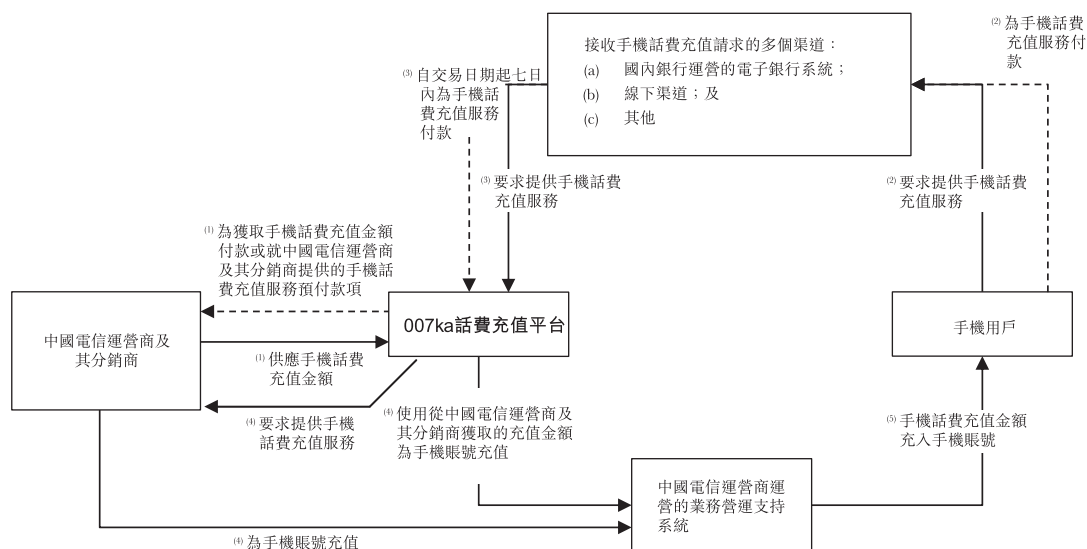 接收手機話費充值請求的多個渠道：
(a) 國內銀行運營的電子銀行系統；
(b) 線下渠道；及
(c) 其他
(2) 為手機話費
充值服務付
款
(3) 自交易日期起七日
內為手機話
費充值服務
付款
(3) 要求提供手機話費
充值服務
(2) 要求提供手機話費
充值服務
(1) 為獲取手機話費充值金額
付款或就中國電信運營商
及其分銷商提供的手機話
費充值服務預付款項
中國電信運營商及
其分銷商
007ka話費充值平台
手機用戶
(1) 供應手機話費
充值金額
(4) 要求提供手機
話費充值服務
(4) 使用從中國電信運營商及
其分銷商獲取的充值金額
為手機賬號充值
(5) 手機話費充值金額
充入手機賬號
中國電信運營商運
營的業務營運支持
系統
(4) 為手機賬號充值